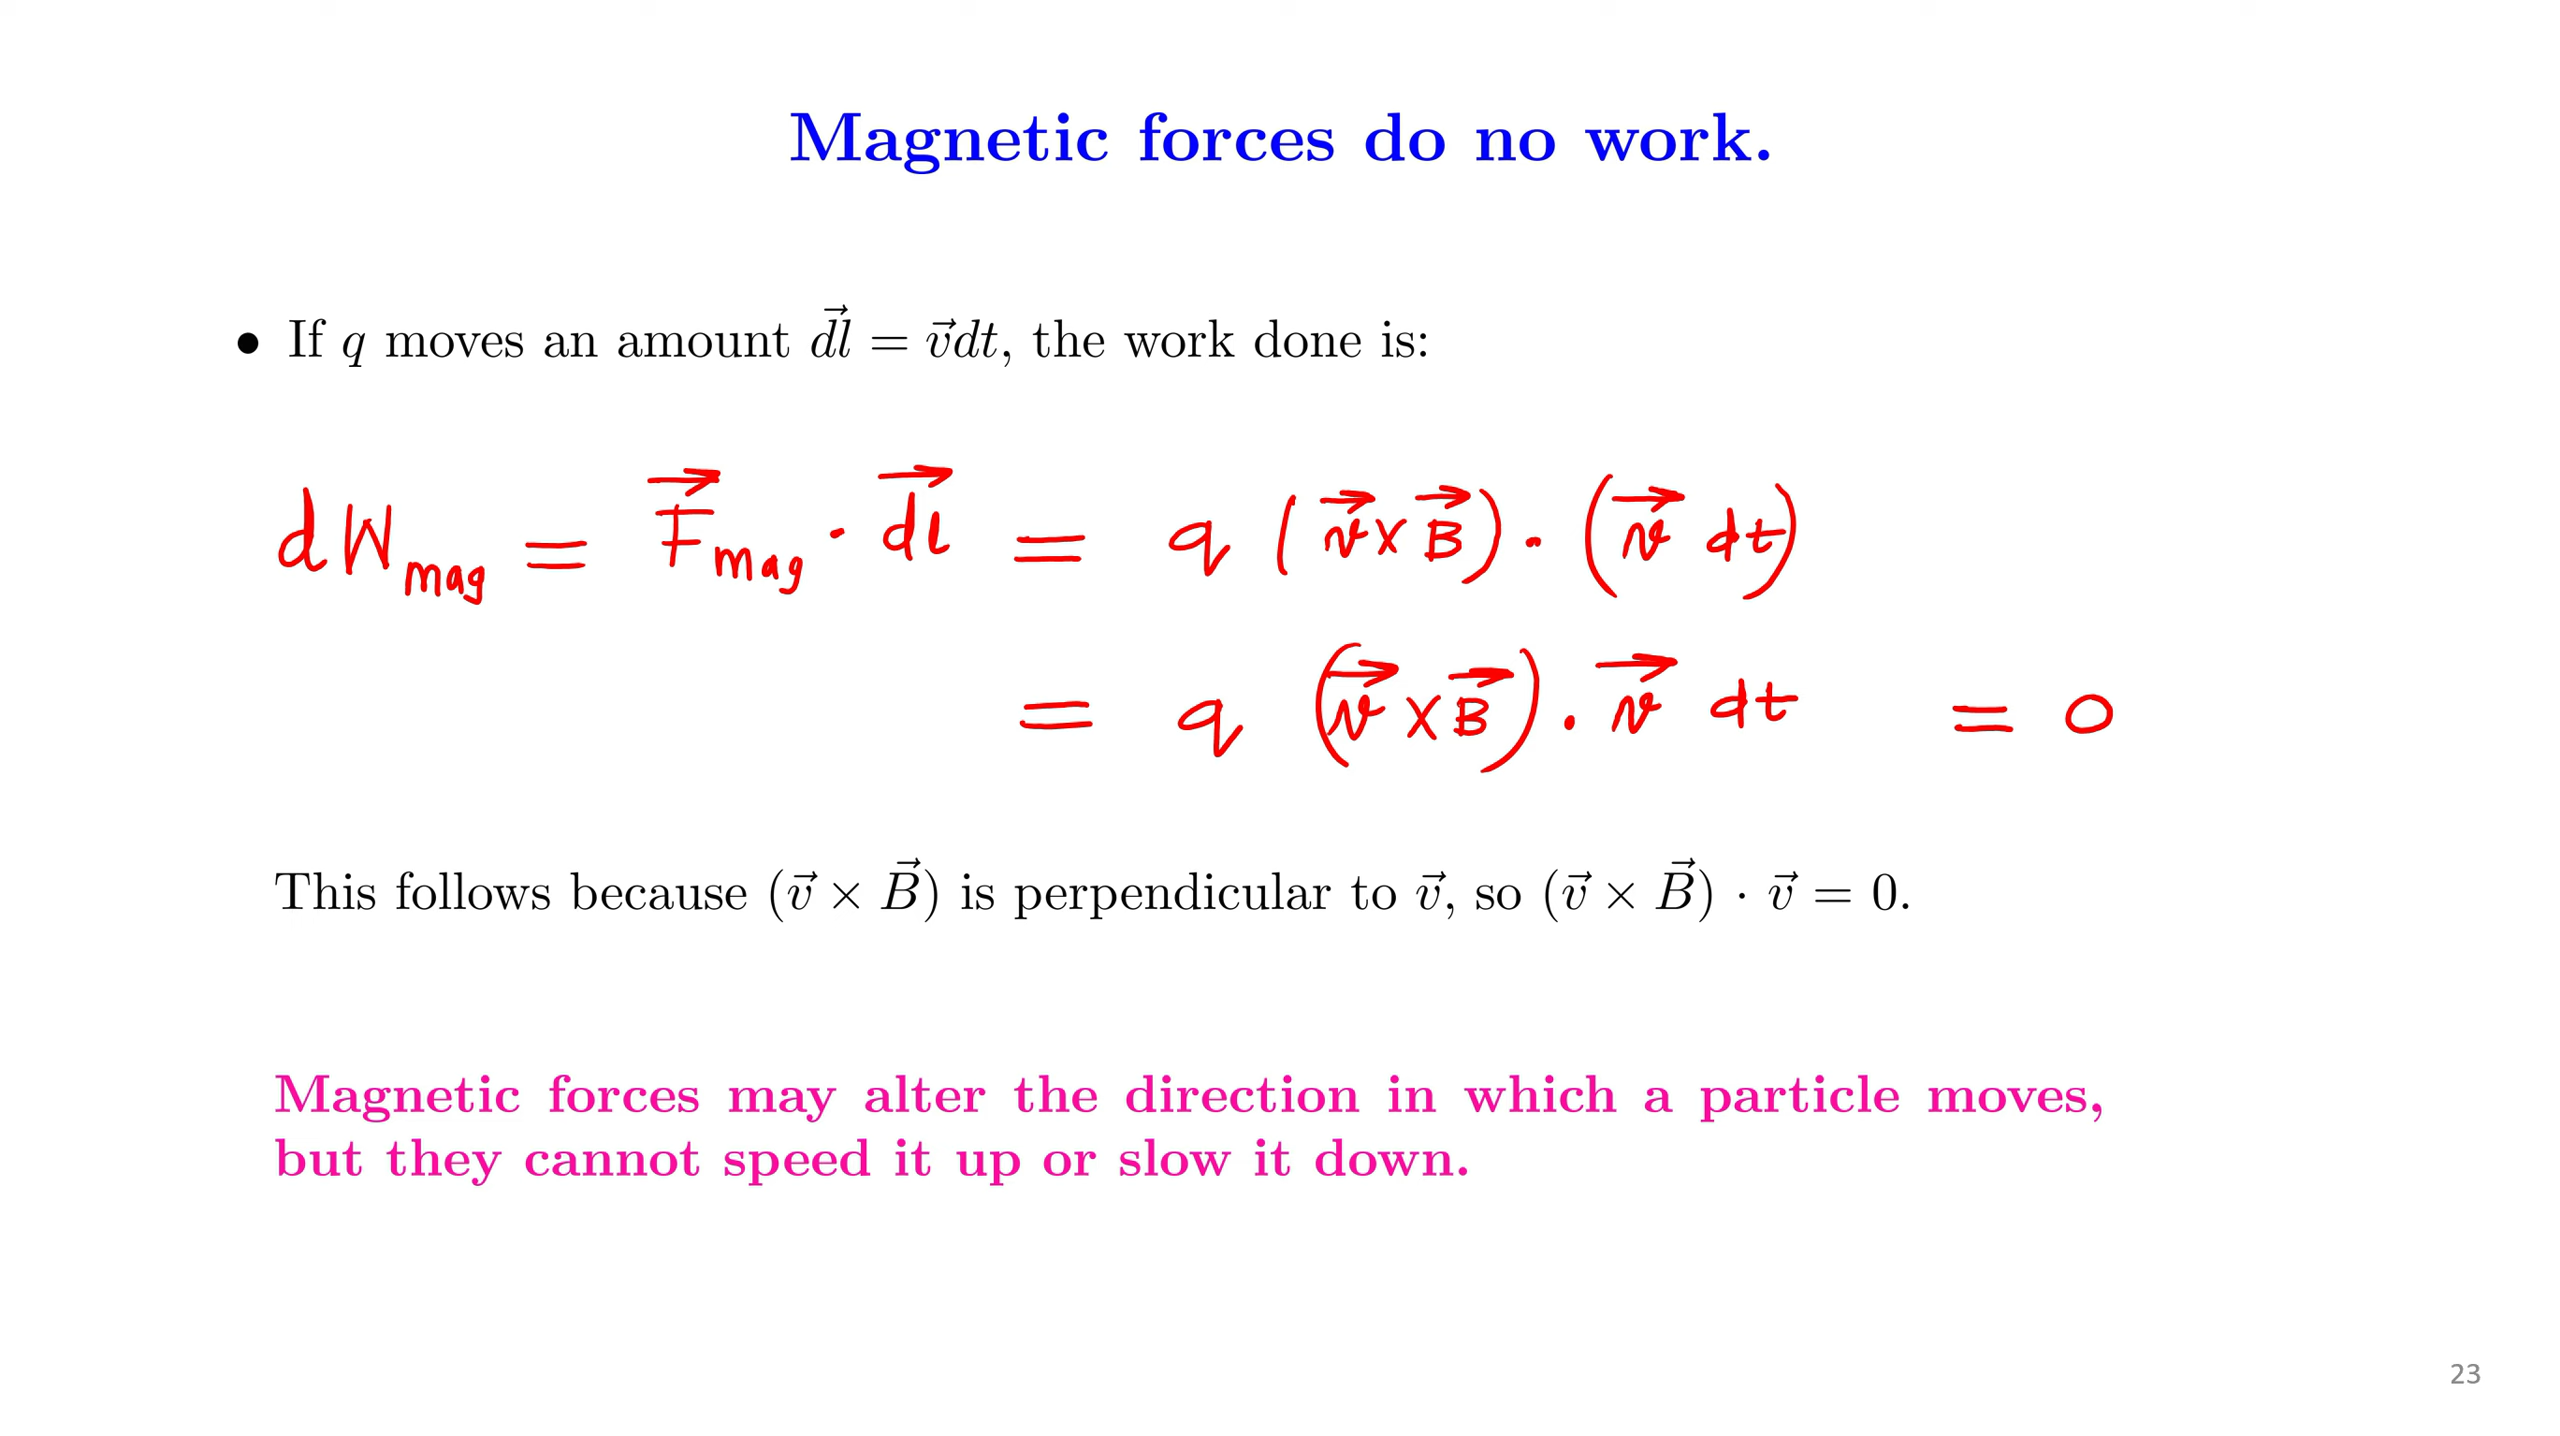 Magnetic forces do no work.
• If q moves an amount d⃗l = v⃗dt, the work done is:
dW_mag = F⃗_mag · d⃗l = q (v⃗ × B⃗) · (v⃗ dt)
= q (v⃗ × B⃗) · v⃗ dt = 0
This follows because (v⃗ × B⃗) is perpendicular to v⃗, so (v⃗ × B⃗) · v⃗ = 0.
Magnetic forces may alter the direction in which a particle moves,
but they cannot speed it up or slow it down.
23